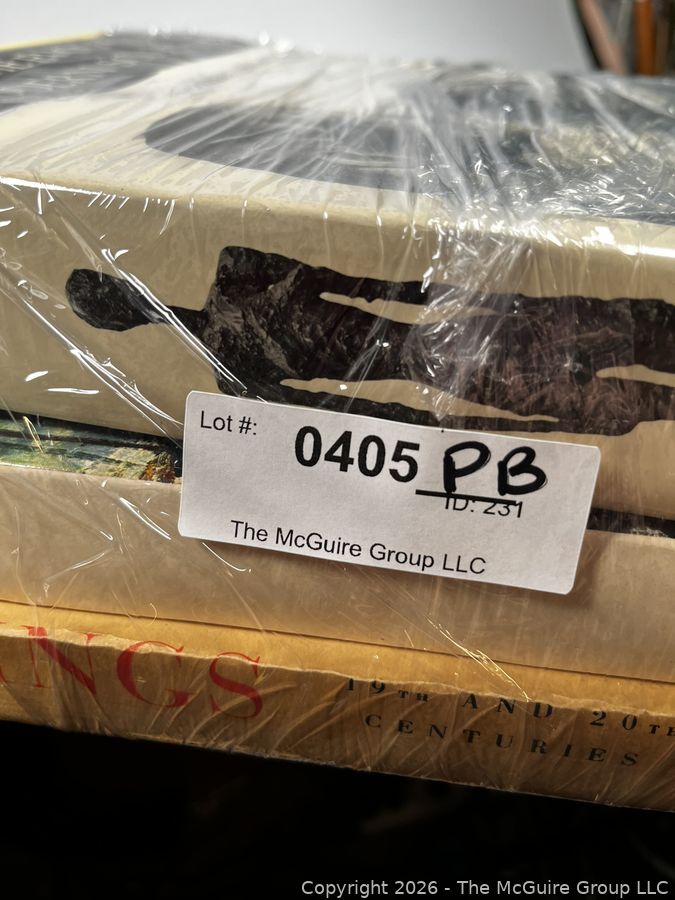 Lot #:
0405 PB
ID: 231
The McGuire Group LLC
NGS
19TH AND 20TH
CENTURIES
Copyright 2026 - The McGuire Group LLC